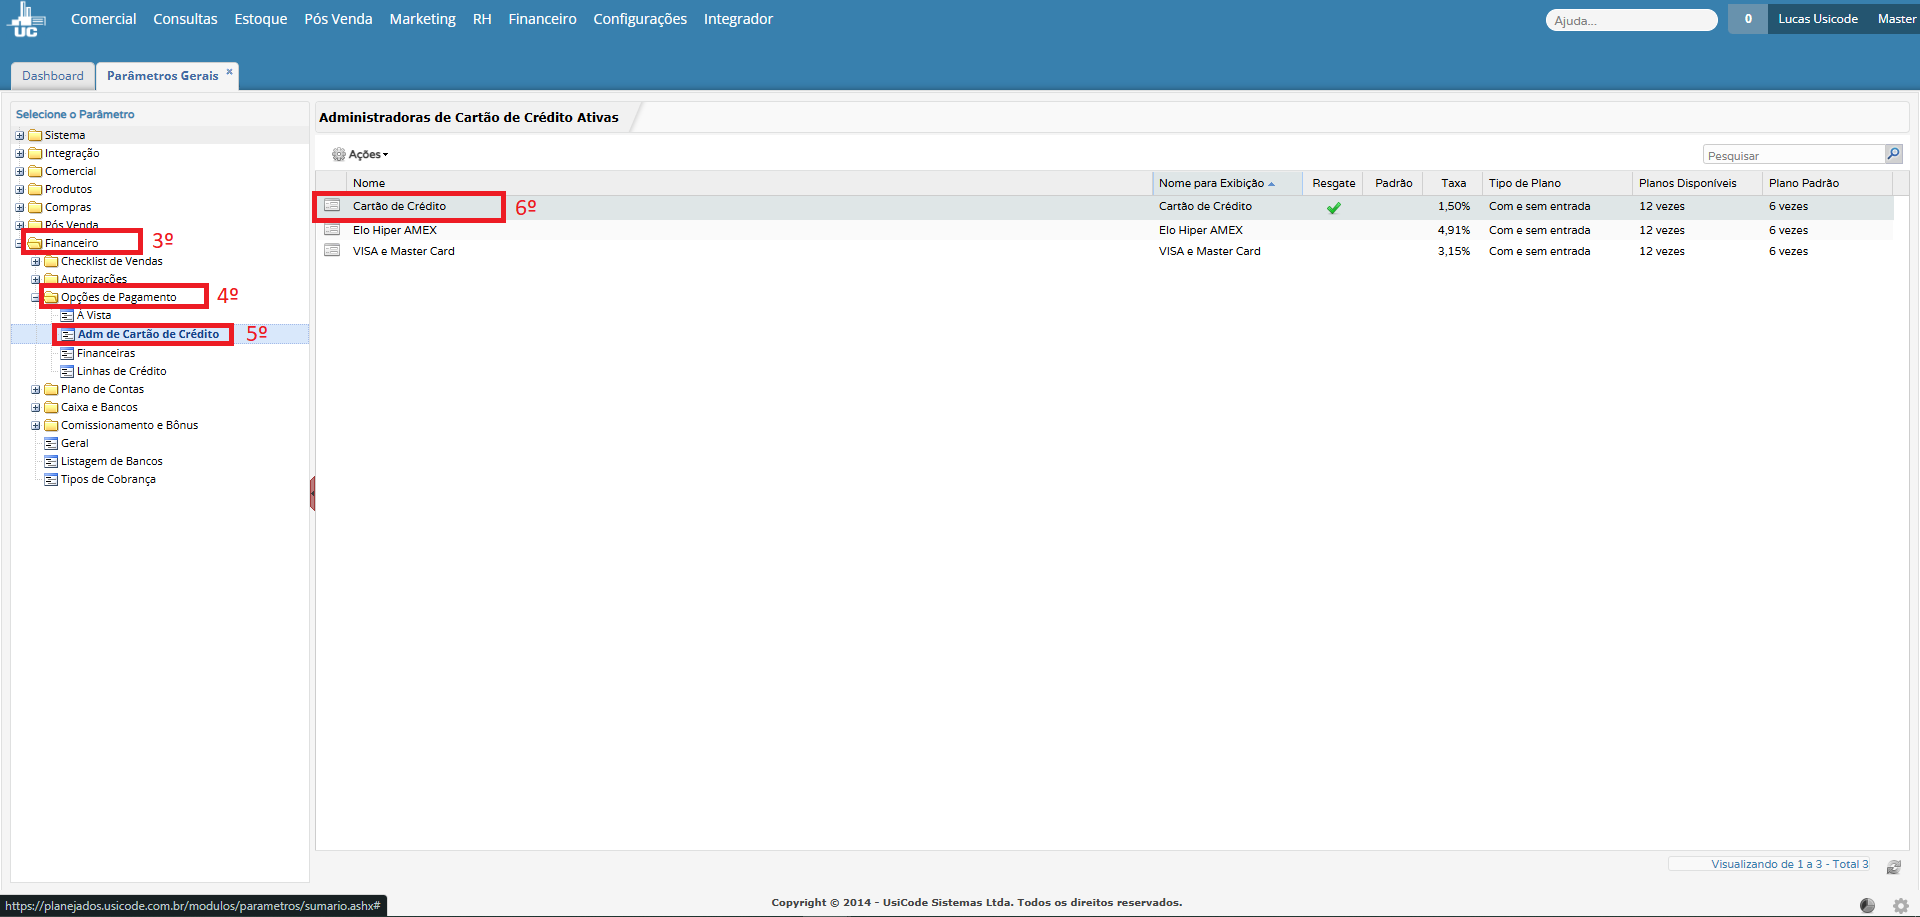 UC
Comercial Consultas Estoque Pós Venda Marketing RH Financeiro Configurações Integrador
Ajuda...
0 Lucas Usicode Master
Dashboard Parâmetros Gerais
Selecione o Parâmetro
Sistema
Integração
Comercial
Produtos
Compras
Pós Venda
Financeiro 3º
Checklist de Vendas
Autorizações
Opções de Pagamento 4º
À Vista
Adm de Cartão de Crédito 5º
Financeiras
Linhas de Crédito
Plano de Contas
Caixa e Bancos
Comissionamento e Bônus
Geral
Listagem de Bancos
Tipos de Cobrança
Administradoras de Cartão de Crédito Ativas
Ações
Pesquisar
Nome Nome para Exibição Resgate Padrão Taxa Tipo de Plano Planos Disponíveis Plano Padrão
Cartão de Crédito 6º Cartão de Crédito 1,50% Com e sem entrada 12 vezes 6 vezes
Elo Hiper AMEX Elo Hiper AMEX 4,91% Com e sem entrada 12 vezes 6 vezes
VISA e Master Card VISA e Master Card 3,15% Com e sem entrada 12 vezes 6 vezes
Visualizando de 1 a 3 - Total 3
https://planejados.usicode.com.br/modulos/parametros/sumario.ashx#
Copyright © 2014 - UsiCode Sistemas Ltda. Todos os direitos reservados.